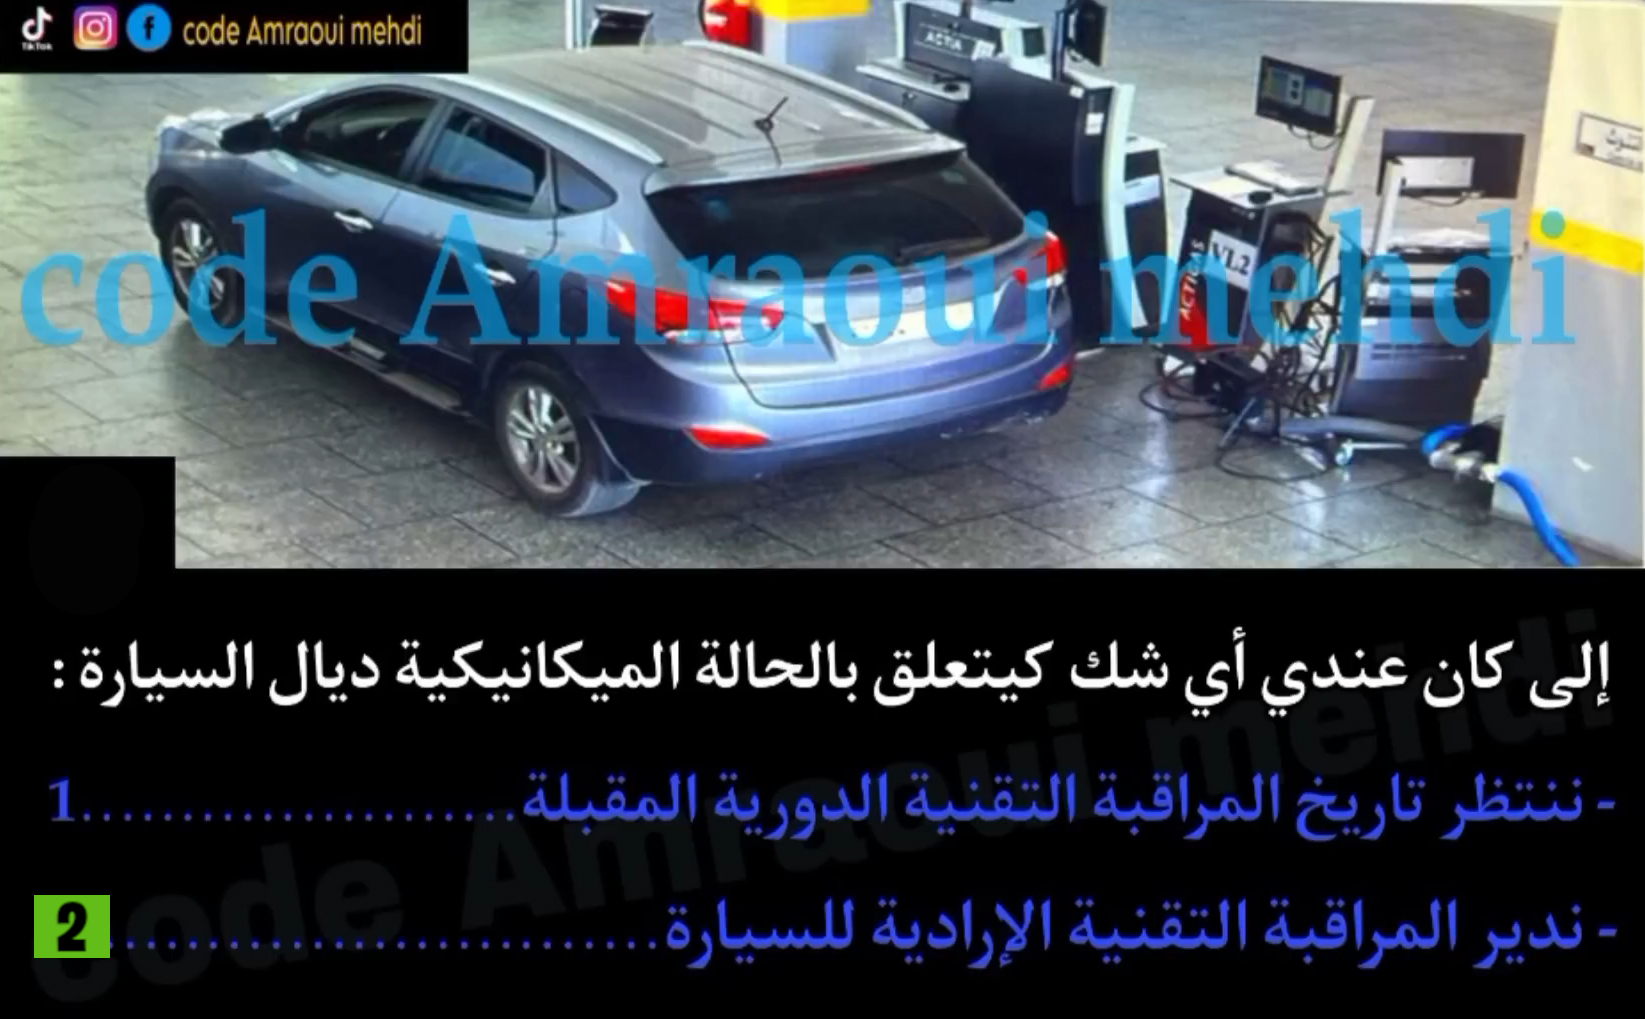 TikTok
code Amraoui mehdi
ACTIA
VL2
code Amraoui mehdi
إلى كان عندي أي شك كيتعلق بالحالة الميكانيكية ديال السيارة :
- ننتظر تاريخ المراقبة التقنية الدورية المقبلة.....................1
- ندير المراقبة التقنية الإرادية للسيارة............................2
code Amraoui mehdi